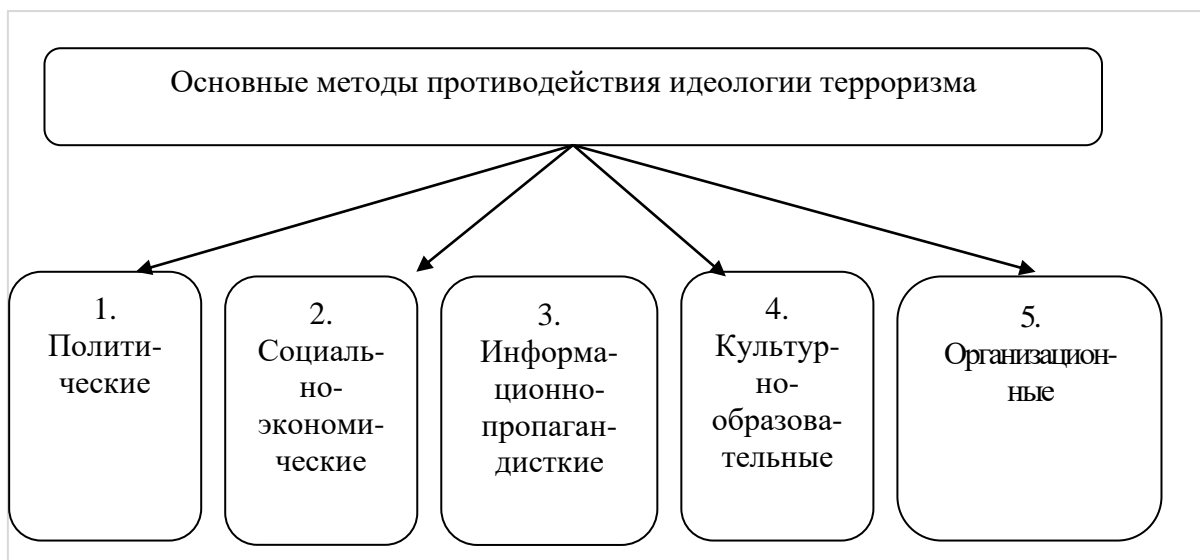 Основные методы противодействия идеологии терроризма
1.
Полити-
ческие
2.
Социаль-
но-
экономи-
ческие
3.
Информа-
ционно-
пропаган-
дисткие
4.
Культур-
но-
образова-
тельные
5.
Организацион-
ные